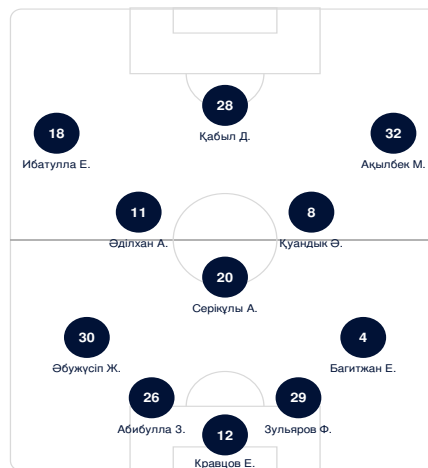 28
Қабыл Д.
18
Ибатулла Е.
32
Ақылбек М.
11
Әділхан А.
8
Қуандык Ә.
20
Серікұлы А.
30
Әбужүсіп Ж.
4
Багитжан Е.
26
Абибулла З.
29
Зульяров Ф.
12
Кравцов Е.